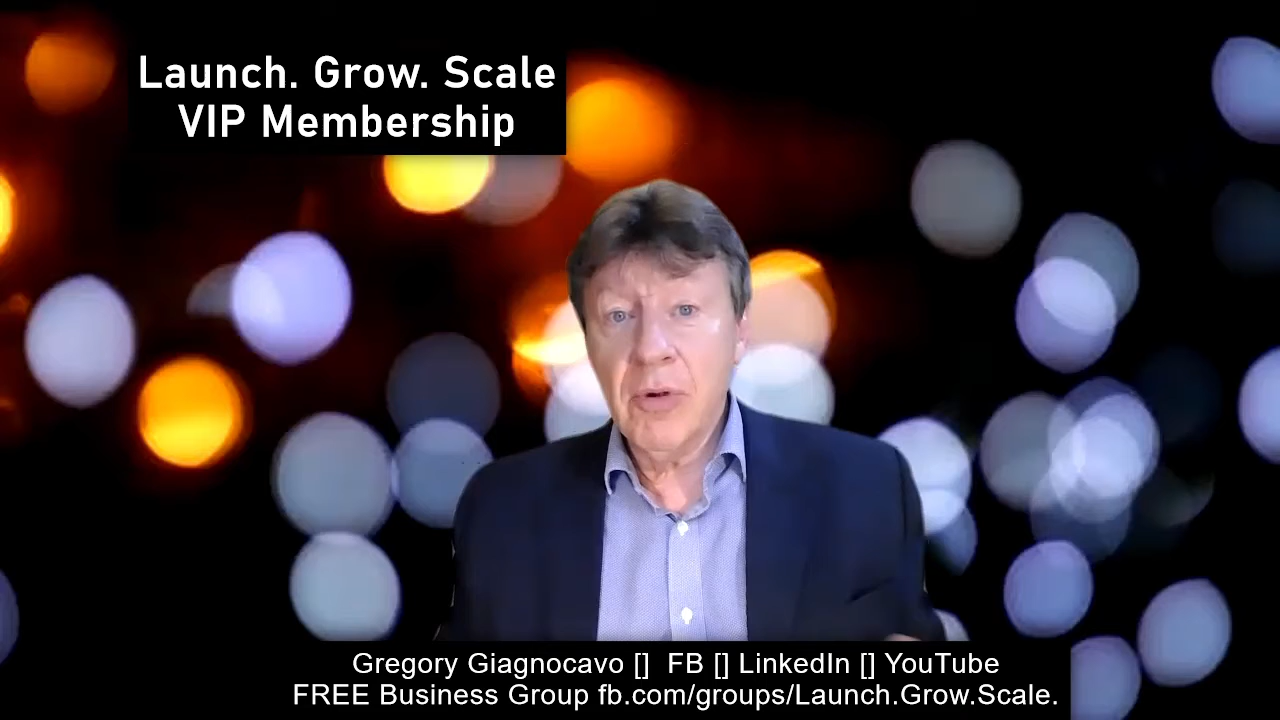 Launch. Grow. Scale
VIP Membership
Gregory Giagnocavo []  FB [] LinkedIn [] YouTube
FREE Business Group fb.com/groups/Launch.Grow.Scale.